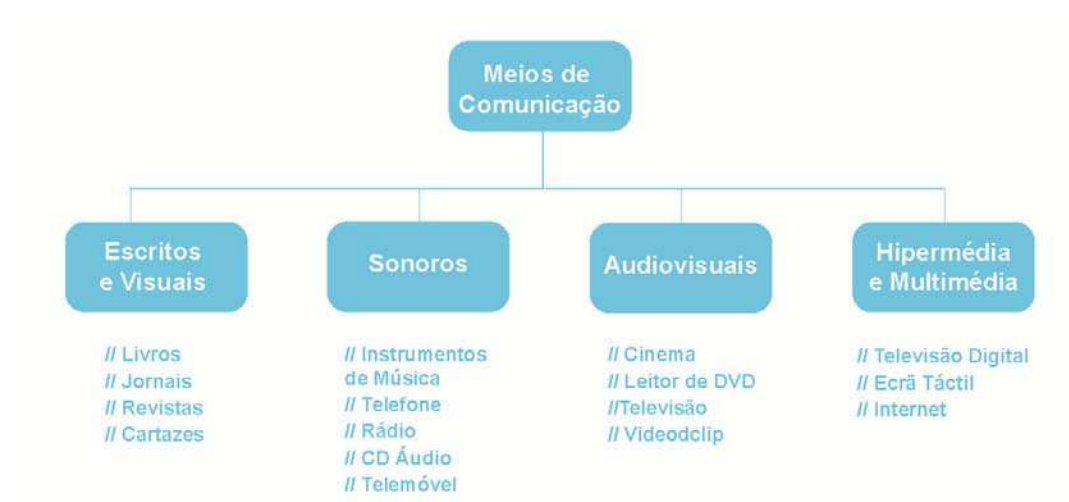 Meios de
Comunicação
Escritos
e Visuais
// Livros
// Jornais
// Revistas
// Cartazes
Sonoros
// Instrumentos
de Música
// Telefone
// Rádio
// CD Áudio
// Telemóvel
Audiovisuais
// Cinema
// Leitor de DVD
//Televisão
// Videodclip
Hipermédia
e Multimédia
// Televisão Digital
// Ecrã Táctil
// Internet